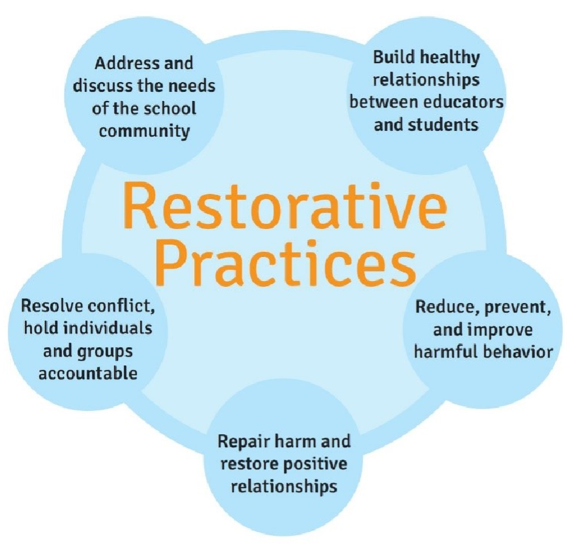 Address and
discuss the needs
of the school
community
Build healthy
relationships
between educators
and students
Restorative
Practices
Resolve conflict,
hold individuals
and groups
accountable
Reduce, prevent,
and improve
harmful behavior
Repair harm and
restore positive
relationships